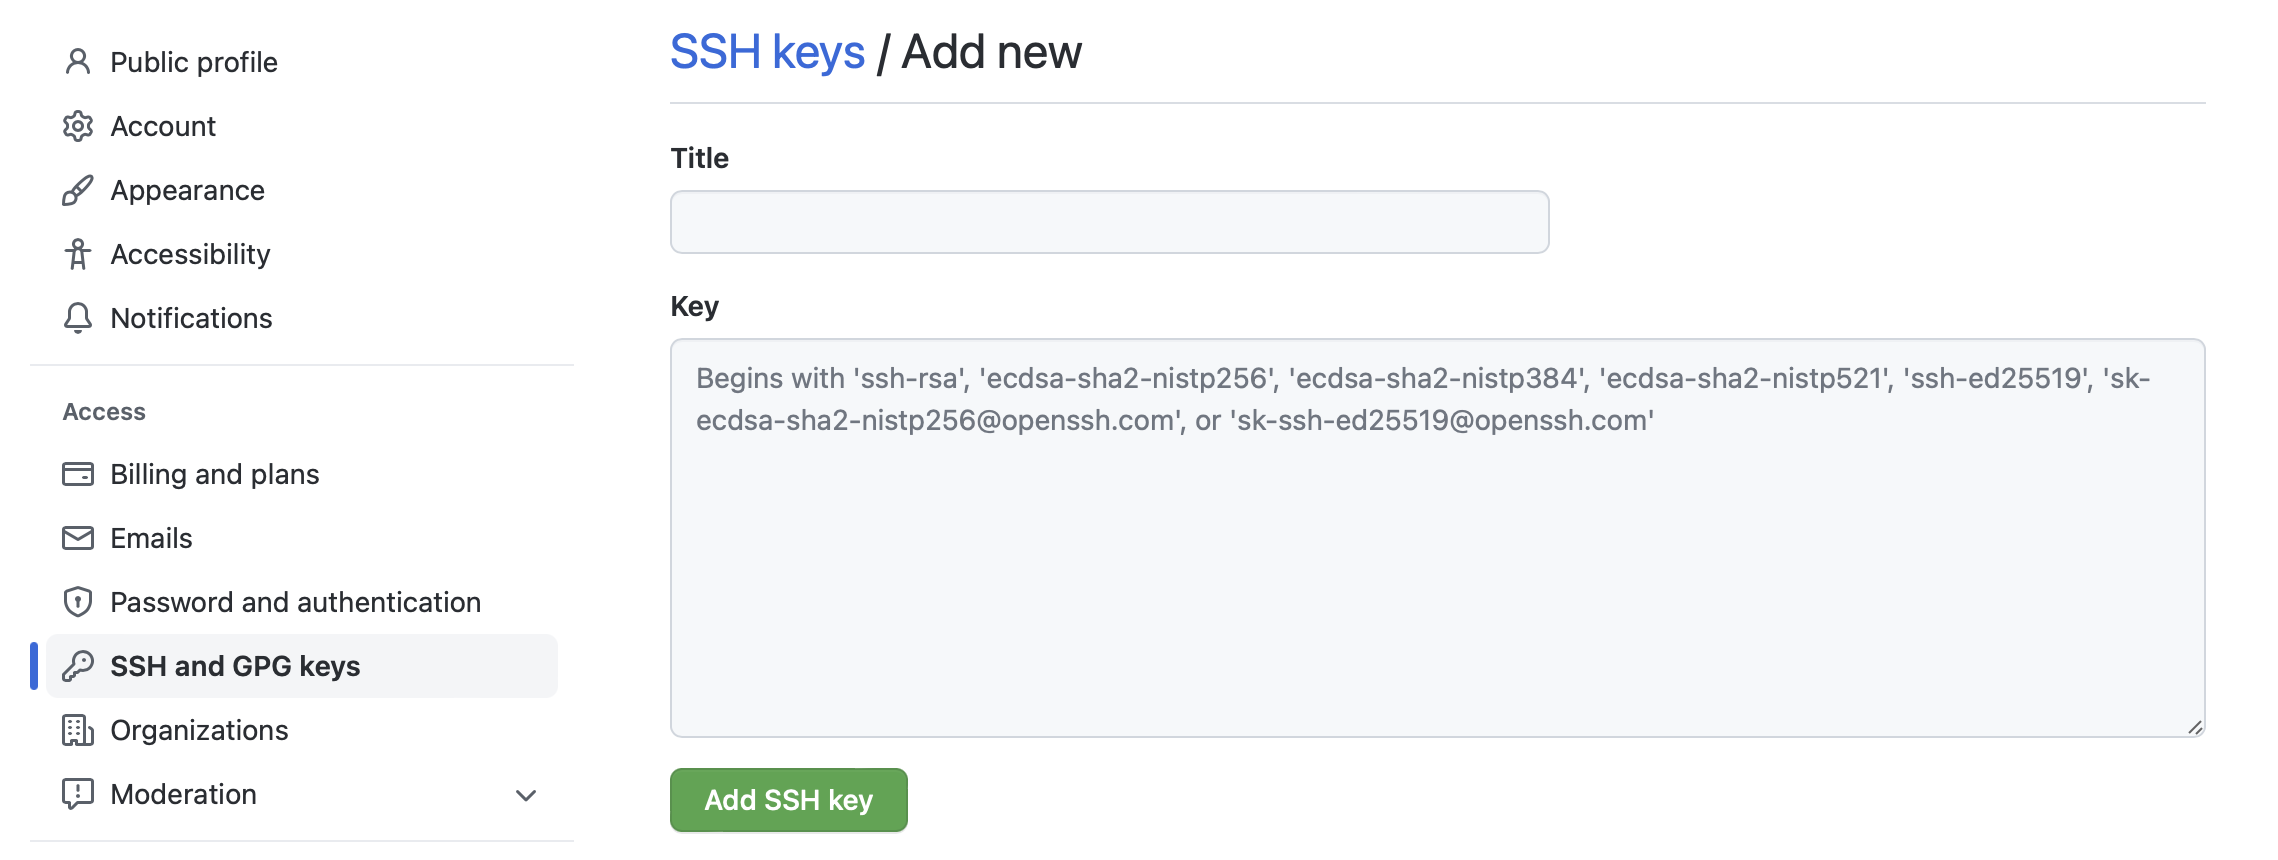 Public profile
Account
Appearance
Accessibility
Notifications
Access
Billing and plans
Emails
Password and authentication
SSH and GPG keys
Organizations
Moderation
SSH keys / Add new
Title
Key
Begins with 'ssh-rsa', 'ecdsa-sha2-nistp256', 'ecdsa-sha2-nistp384', 'ecdsa-sha2-nistp521', 'ssh-ed25519', 'sk-
ecdsa-sha2-nistp256@openssh.com', or 'sk-ssh-ed25519@openssh.com'
Add SSH key